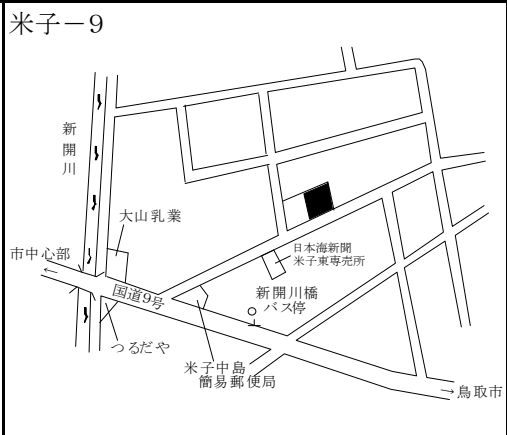 米子－9
新開川
大山乳業
市中心部
←
日本海新聞
米子東専売所
国道9号
新開川橋
バス停
つるだや
米子中島
簡易郵便局
→鳥取市